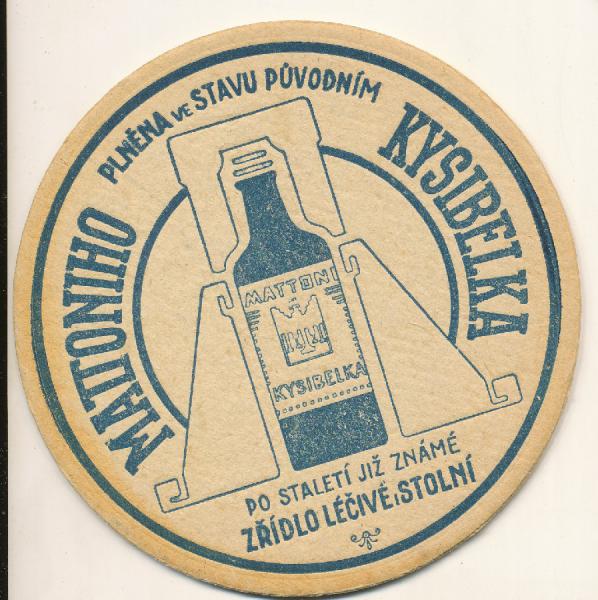 PLNĚNA VE STAVU PŮVODNÍM
MATTONIHO
KYSIBELKA
MATTONI
KYSIBELKA
PO STALETÍ JIŽ ZNÁMÉ
ZŘÍDLO LÉČIVÉ I STOLNÍ